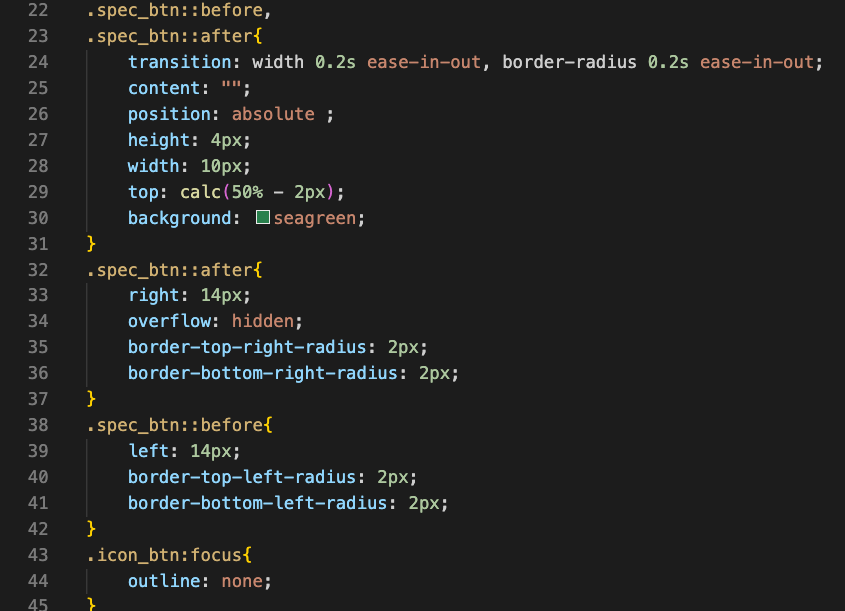 22 .spec_btn::before,
23 .spec_btn::after{
24 transition: width 0.2s ease-in-out, border-radius 0.2s ease-in-out;
25 content: "";
26 position: absolute ;
27 height: 4px;
28 width: 10px;
29 top: calc(50% - 2px);
30 background: seagreen;
31 }
32 .spec_btn::after{
33 right: 14px;
34 overflow: hidden;
35 border-top-right-radius: 2px;
36 border-bottom-right-radius: 2px;
37 }
38 .spec_btn::before{
39 left: 14px;
40 border-top-left-radius: 2px;
41 border-bottom-left-radius: 2px;
42 }
43 .icon_btn:focus{
44 outline: none;
45 }